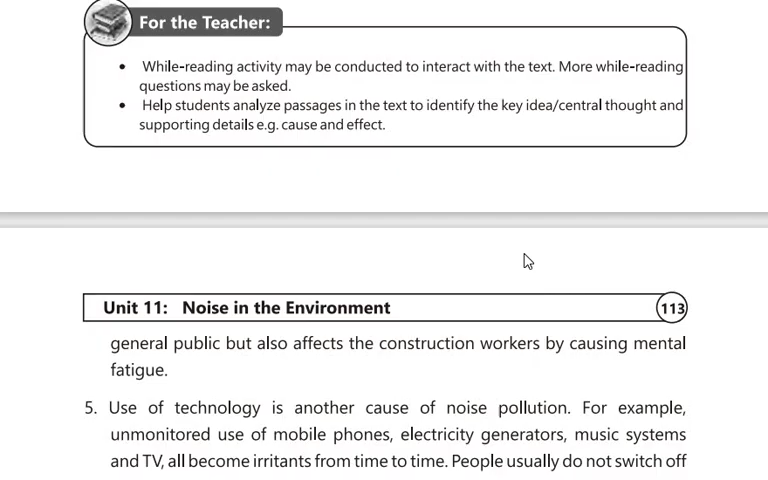 For the Teacher:
• While-reading activity may be conducted to interact with the text. More while-reading
questions may be asked.
• Help students analyze passages in the text to identify the key idea/central thought and
supporting details e.g. cause and effect.
Unit 11: Noise in the Environment 113
general public but also affects the construction workers by causing mental
fatigue.
5. Use of technology is another cause of noise pollution. For example,
unmonitored use of mobile phones, electricity generators, music systems
and TV, all become irritants from time to time. People usually do not switch off